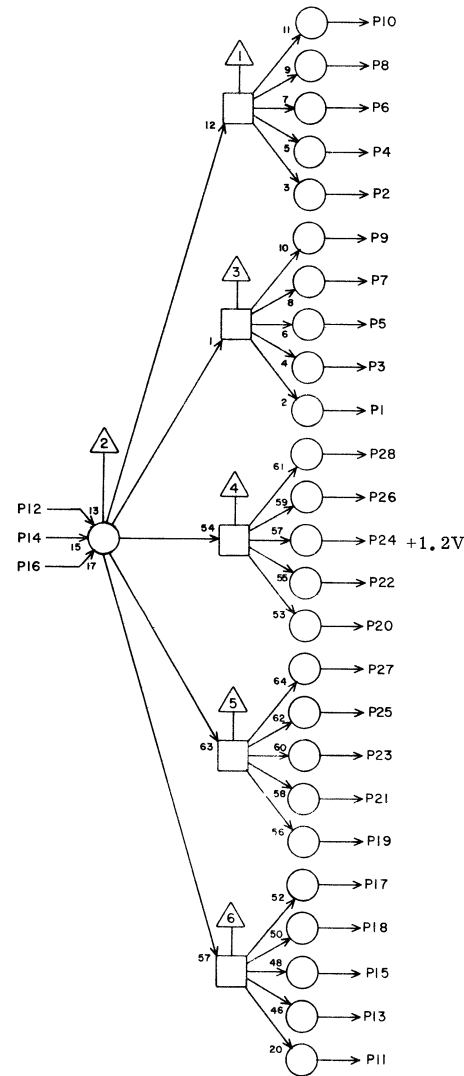 11 P10
1
9 P8
7 P6
12
5 P4
3 P2
10 P9
3
8 P7
6 P5
1
4 P3
2 P1
61 P28
2
4
59 P26
P12 13
54 57 P24 +1.2V
P14 15
P16 17
55 P22
53 P20
64 P27
5
62 P25
63
60 P23
58 P21
56 P19
52 P17
6
50 P18
57
48 P15
46 P13
20 P11